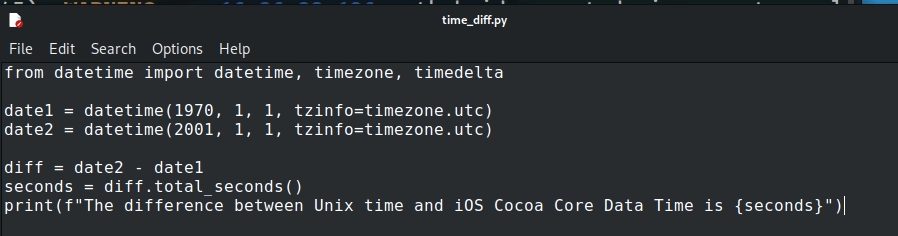 time_diff.py
File Edit Search Options Help
from datetime import datetime, timezone, timedelta
date1 = datetime(1970, 1, 1, tzinfo=timezone.utc)
date2 = datetime(2001, 1, 1, tzinfo=timezone.utc)
diff = date2 - date1
seconds = diff.total_seconds()
print(f"The difference between Unix time and iOS Cocoa Core Data Time is {seconds}")